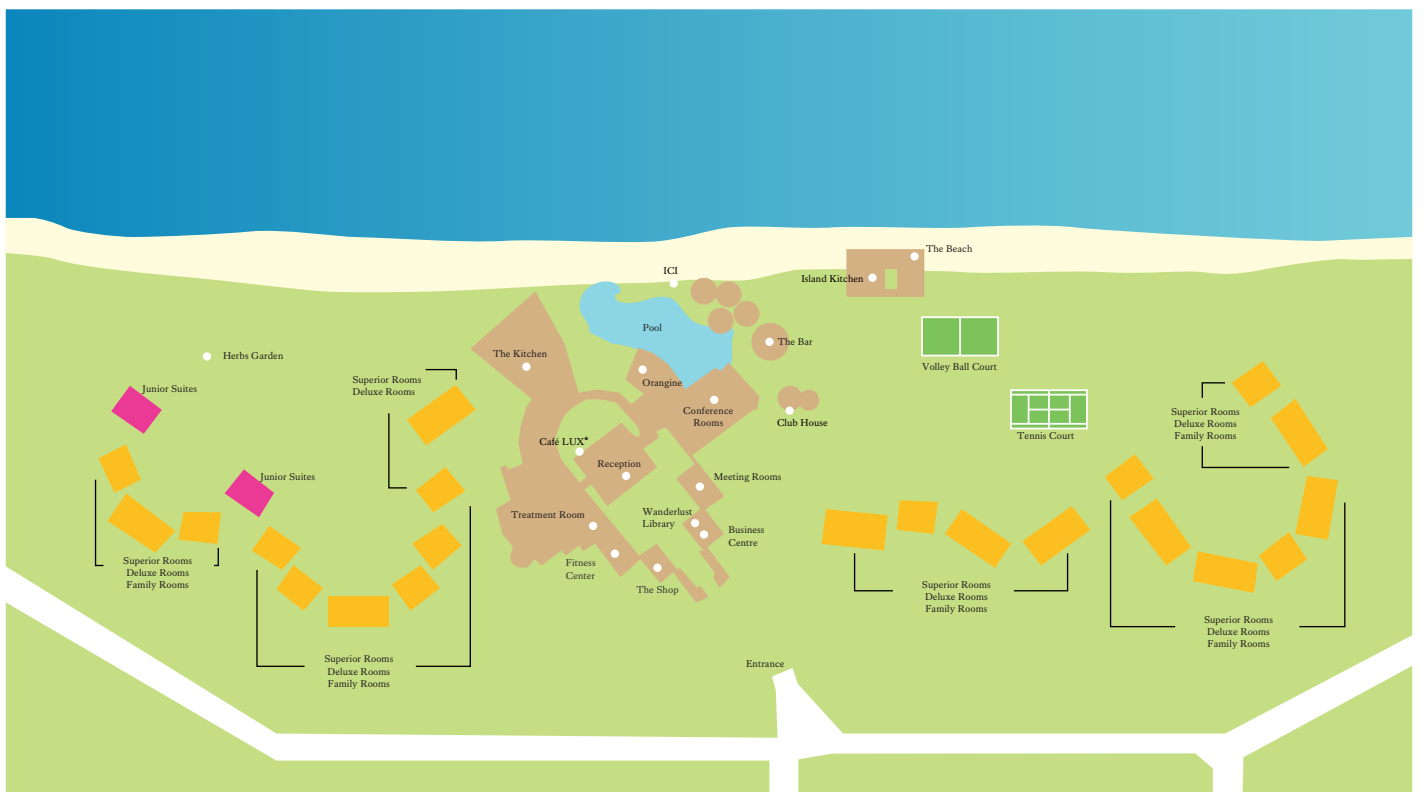 The Beach
ICI
Island Kitchen
Pool
The Bar
The Kitchen
Herbs Garden
Volley Ball Court
Junior Suites
Superior Rooms
Deluxe Rooms
Orangine
Conference
Rooms
Club House
Superior Rooms
Deluxe Rooms
Family Rooms
Tennis Court
Café LUX*
Reception
Junior Suites
Meeting Rooms
Treatment Room
Wanderlust
Library
Business
Centre
Superior Rooms
Deluxe Rooms
Family Rooms
Fitness
Center
The Shop
Superior Rooms
Deluxe Rooms
Family Rooms
Superior Rooms
Deluxe Rooms
Family Rooms
Superior Rooms
Deluxe Rooms
Family Rooms
Entrance